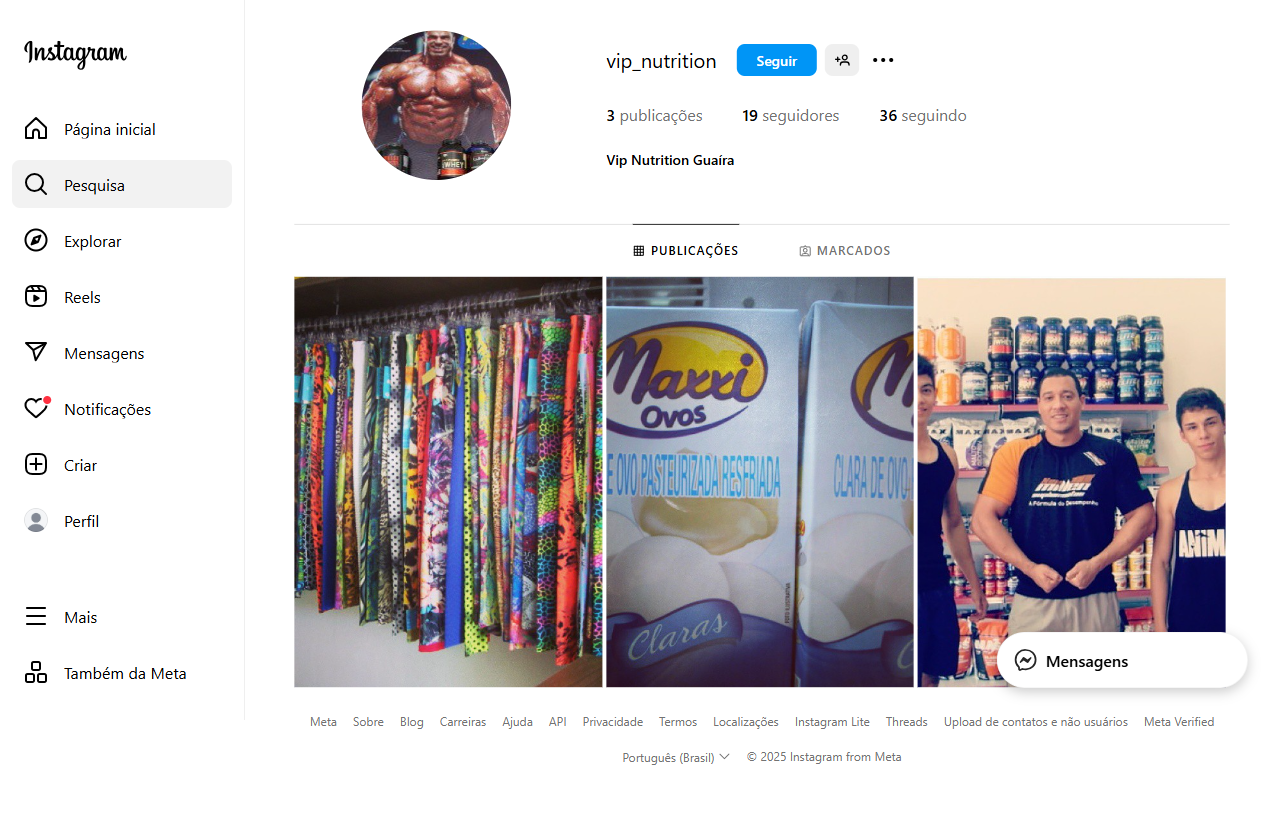 Instagram
Página inicial
Pesquisa
Explorar
Reels
Mensagens
Notificações
Criar
Perfil
Mais
Também da Meta
vip_nutrition
Seguir
3 publicações 19 seguidores 36 seguindo
Vip Nutrition Guaíra
WHEY
PUBLICAÇÕES MARCADOS
Maxxi
OVOS
E OVO PASTEURIZADA RESFRIADA
Claras
CLARA DE OVO
millen
A Fórmula do Desempenho
ANIM
Mensagens
Meta Sobre Blog Carreiras Ajuda API Privacidade Termos Localizações Instagram Lite Threads Upload de contatos e não usuários Meta Verified
Português (Brasil) © 2025 Instagram from Meta